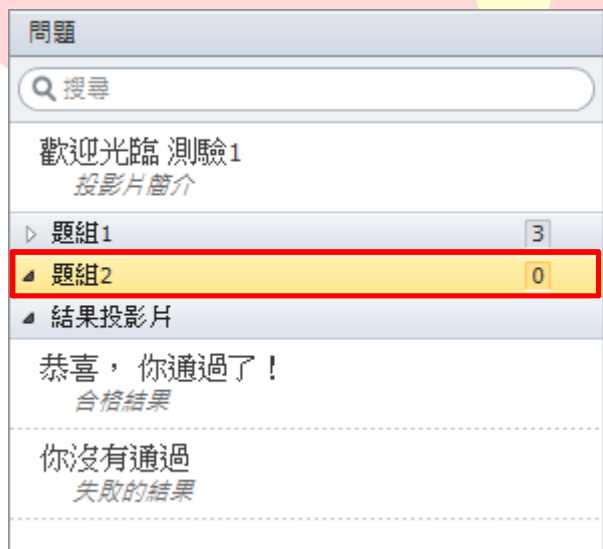 問題
搜尋
歡迎光臨 測驗1
投影片簡介
題組1 3
題組2 0
結果投影片
恭喜， 你通過了！
合格結果
你沒有通過
失敗的結果